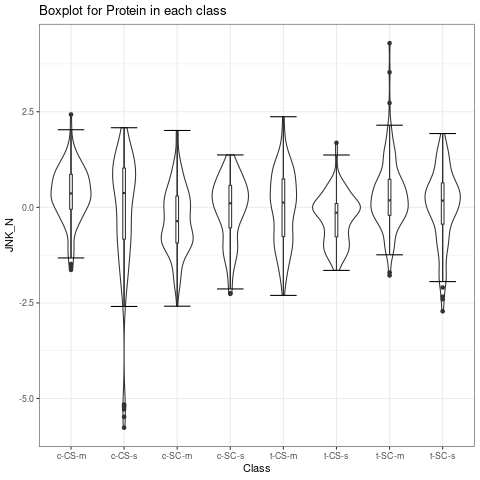 Boxplot for Protein in each class
JNK_N
2.5
0.0
-2.5
-5.0
c-CS-m c-CS-s c-SC-m c-SC-s t-CS-m t-CS-s t-SC-m t-SC-s
Class